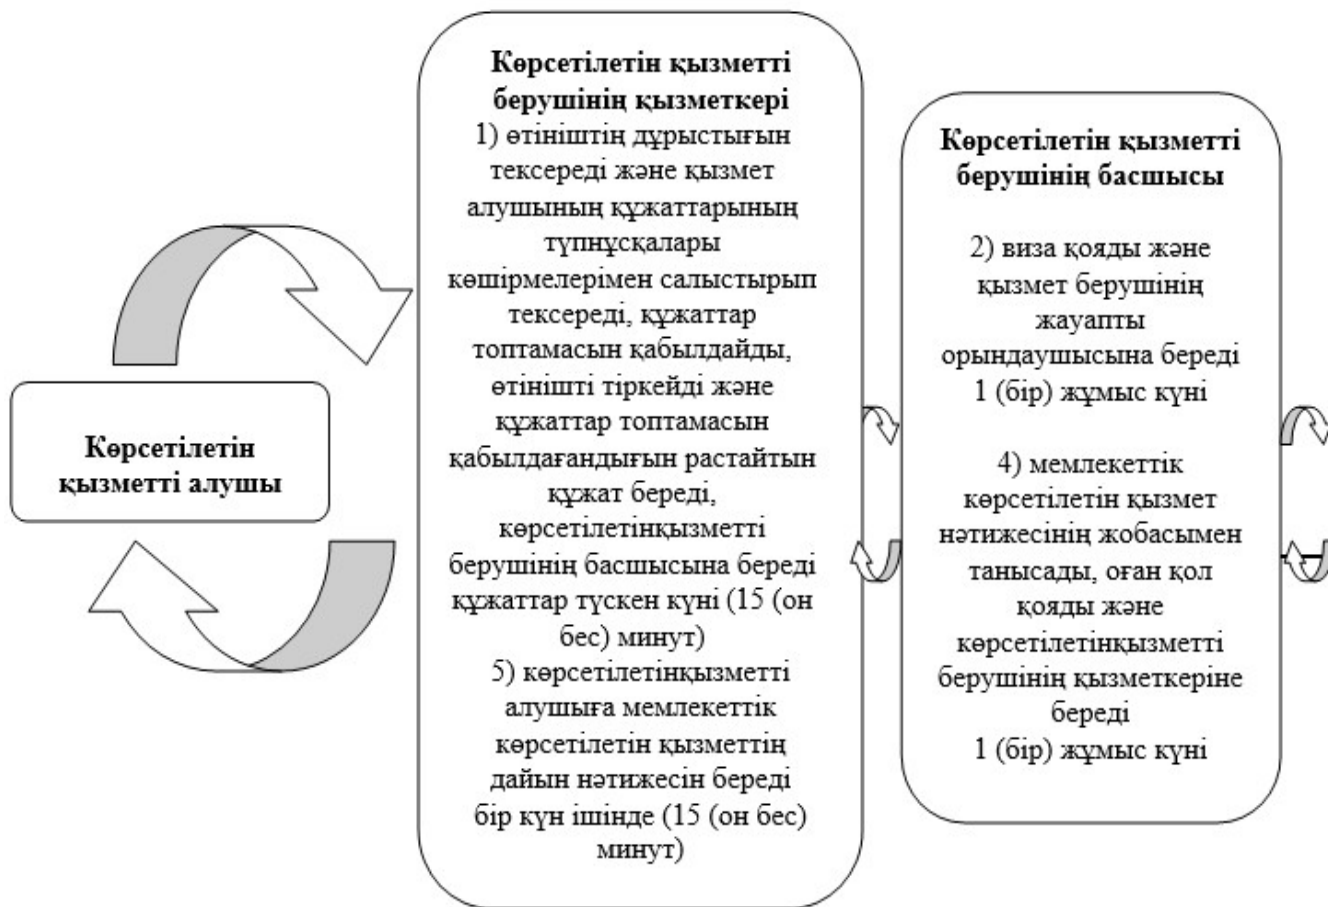 Көрсетілетін
қызметті алушы
Көрсетілетін қызметті
берушінің қызметкері
1) өтініштің дұрыстығын
тексереді және қызмет
алушының құжаттарының
түпнұсқалары
көшірмелерімен салыстырып
тексереді, құжаттар
топтамасын қабылдайды,
өтінішті тіркейді және
құжаттар топтамасын
қабылдағандығын растайтын
құжат береді,
көрсетілетінқызметті
берушінің басшысына береді
құжаттар түскен күні (15 (он
бес) минут)
5) көрсетілетінқызметті
алушыға мемлекеттік
көрсетілетін қызметтің
дайын нәтижесін береді
бір күн ішінде (15 (он бес)
минут)
Көрсетілетін қызметті
берушінің басшысы
2) виза қояды және
қызмет берушінің
жауапты
орындаушысына береді
1 (бір) жұмыс күні
4) мемлекеттік
көрсетілетін қызмет
нәтижесінің жобасымен
танысады, оған қол
қояды және
көрсетілетінқызметті
берушінің қызметкеріне
береді
1 (бір) жұмыс күні